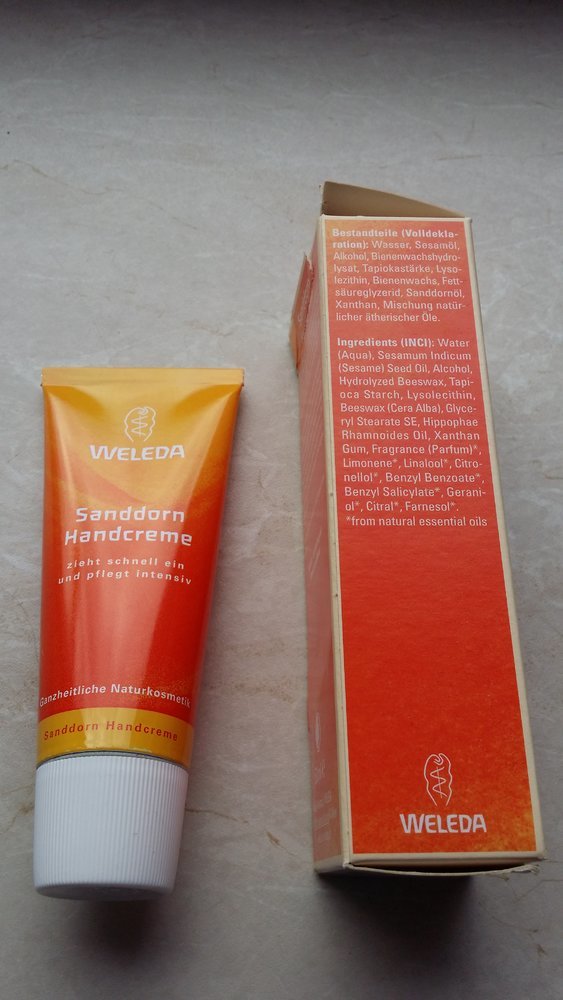 WELEDA
Sanddorn
Handcreme
zieht schnell ein
und pflegt intensiv
Ganzheitliche Naturkosmetik
Sanddorn Handcreme
Bestandteile (Volldekla-
ration): Wasser, Sesamöl,
Alkohol, Bienenwachshydro-
lysat, Tapiokastärke, Lyso-
lezithin, Bienenwachs, Fett-
säureglyzerid, Sanddornöl,
Xanthan, Mischung natür-
licher ätherischer Öle.
Ingredients (INCI): Water
(Aqua), Sesamum Indicum
(Sesame) Seed Oil, Alcohol,
Hydrolyzed Beeswax, Tapi-
oca Starch, Lysolecithin,
Beeswax (Cera Alba), Glyce-
ryl Stearate SE, Hippophae
Rhamnoides Oil, Xanthan
Gum, Fragrance (Parfum)*,
Limonene*, Linalool*, Citro-
nellol*, Benzyl Benzoate*,
Benzyl Salicylate*, Gerani-
ol*, Citral*, Farnesol*.
*from natural essential oils
WELEDA